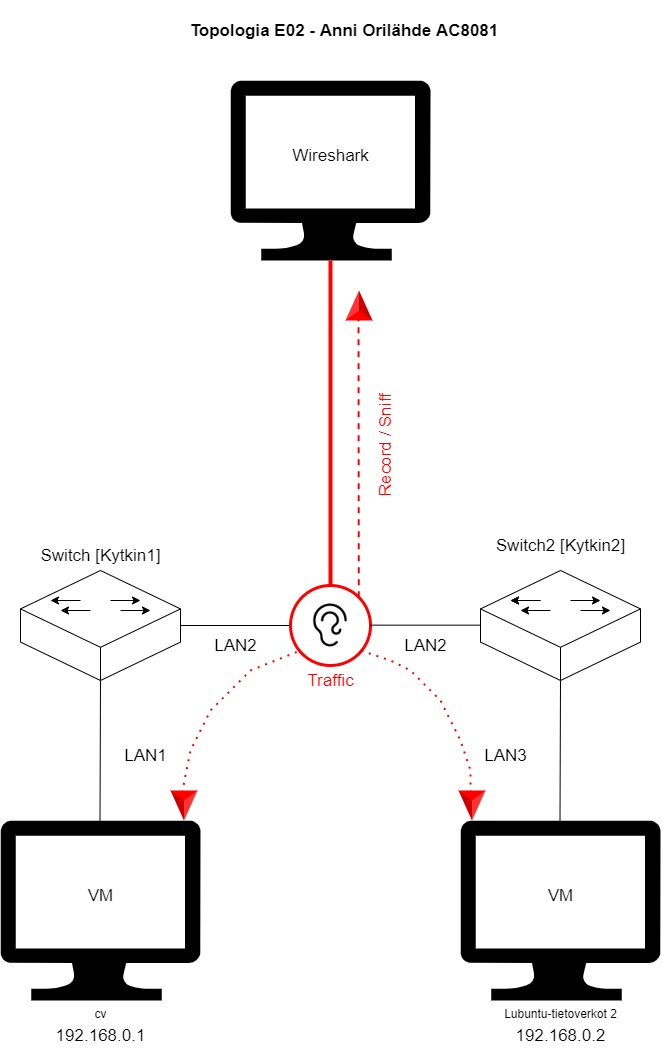 Topologia E02 - Anni Orilähde AC8081
Wireshark
Record / Sniff
Switch [Kytkin1]
Switch2 [Kytkin2]
LAN2
LAN2
Traffic
LAN1
LAN3
VM
VM
cv
192.168.0.1
Lubuntu-tietoverkot 2
192.168.0.2